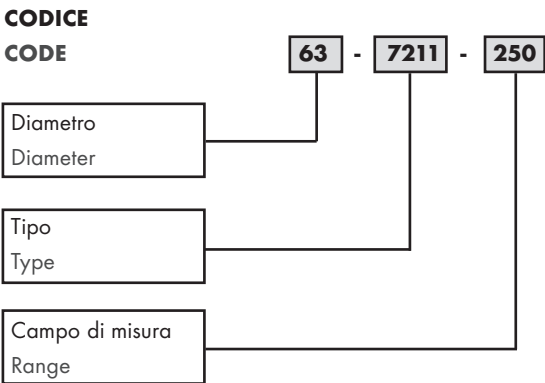 CODICE
CODE 63 - 7211 - 250
Diametro
Diameter
Tipo
Type
Campo di misura
Range